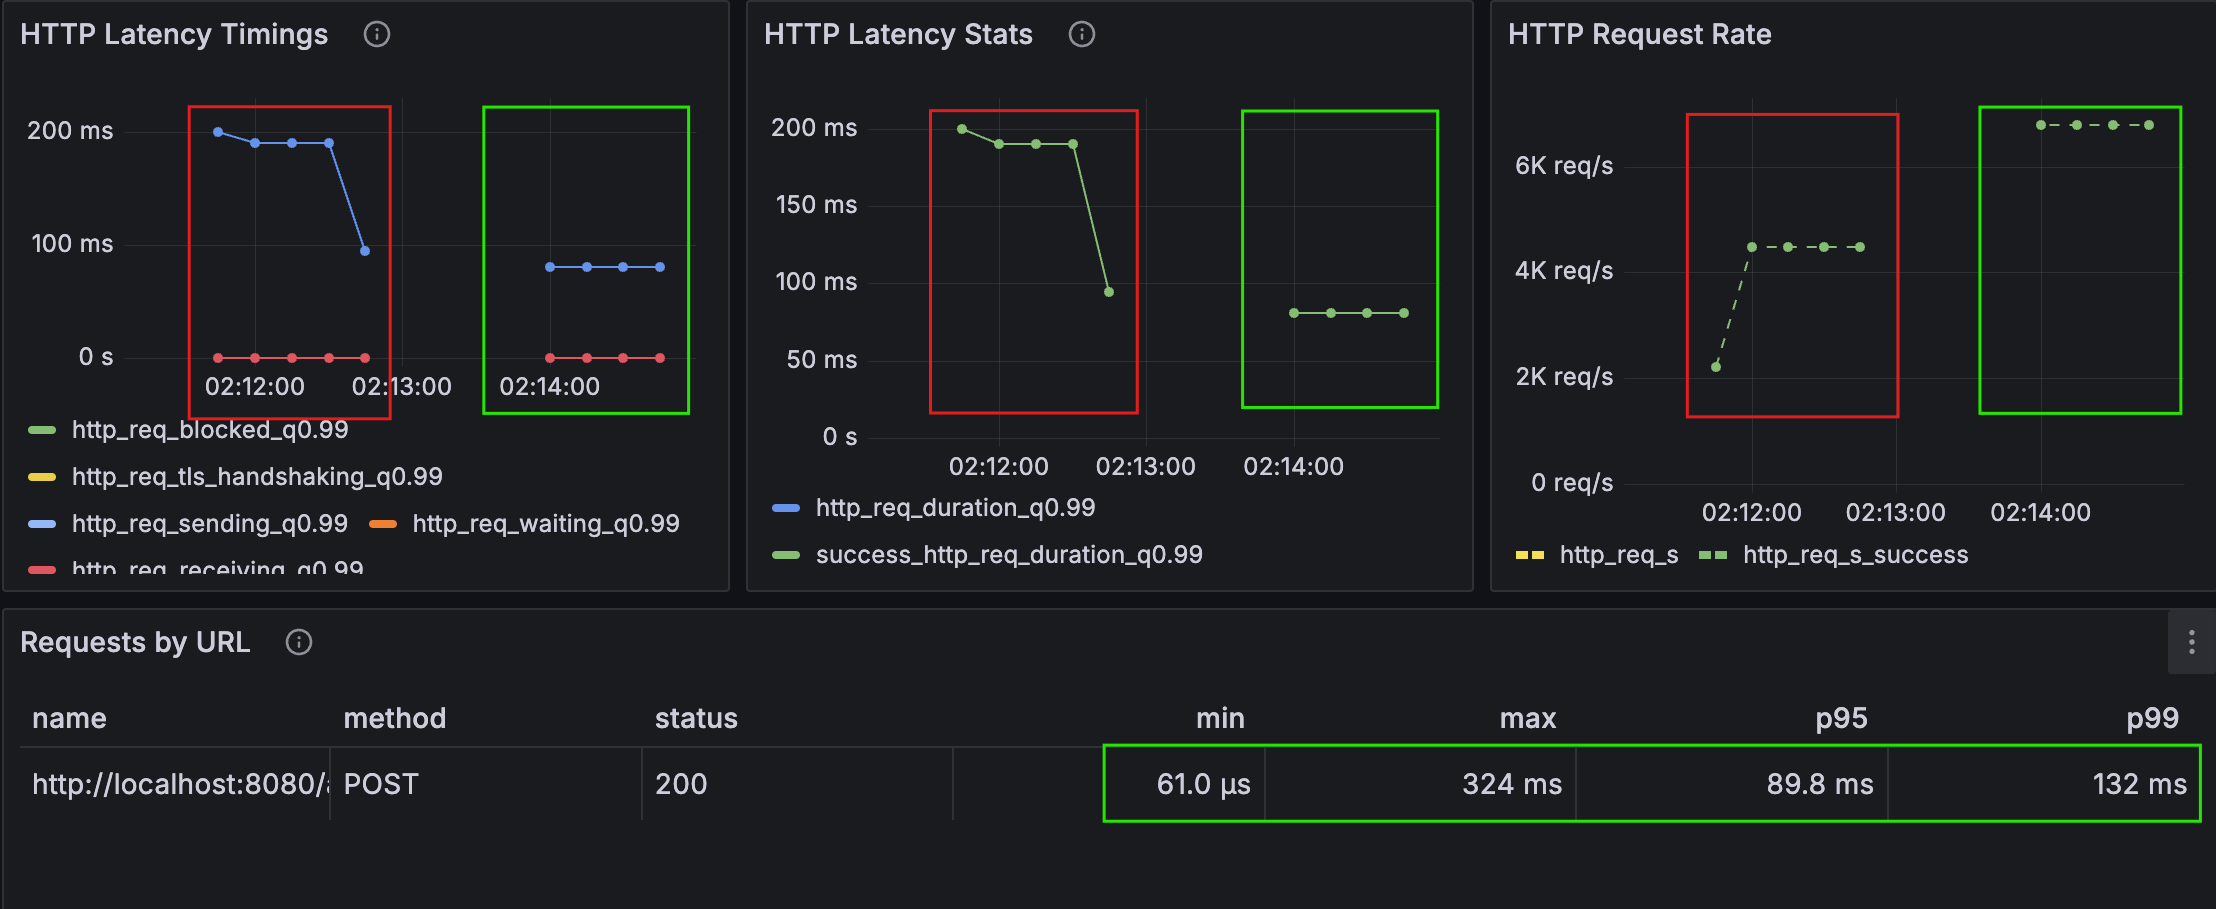 HTTP Latency Timings
200 ms
100 ms
0 s
02:12:00 02:13:00 02:14:00
http_req_blocked_q0.99
http_req_tls_handshaking_q0.99
http_req_sending_q0.99 http_req_waiting_q0.99
http_req_receiving_q0.99
HTTP Latency Stats
200 ms
150 ms
100 ms
50 ms
0 s
02:12:00 02:13:00 02:14:00
http_req_duration_q0.99
success_http_req_duration_q0.99
HTTP Request Rate
6K req/s
4K req/s
2K req/s
0 req/s
02:12:00 02:13:00 02:14:00
http_req_s http_req_s_success
Requests by URL
name method status min max p95 p99
http://localhost:8080/ POST 200 61.0 µs 324 ms 89.8 ms 132 ms